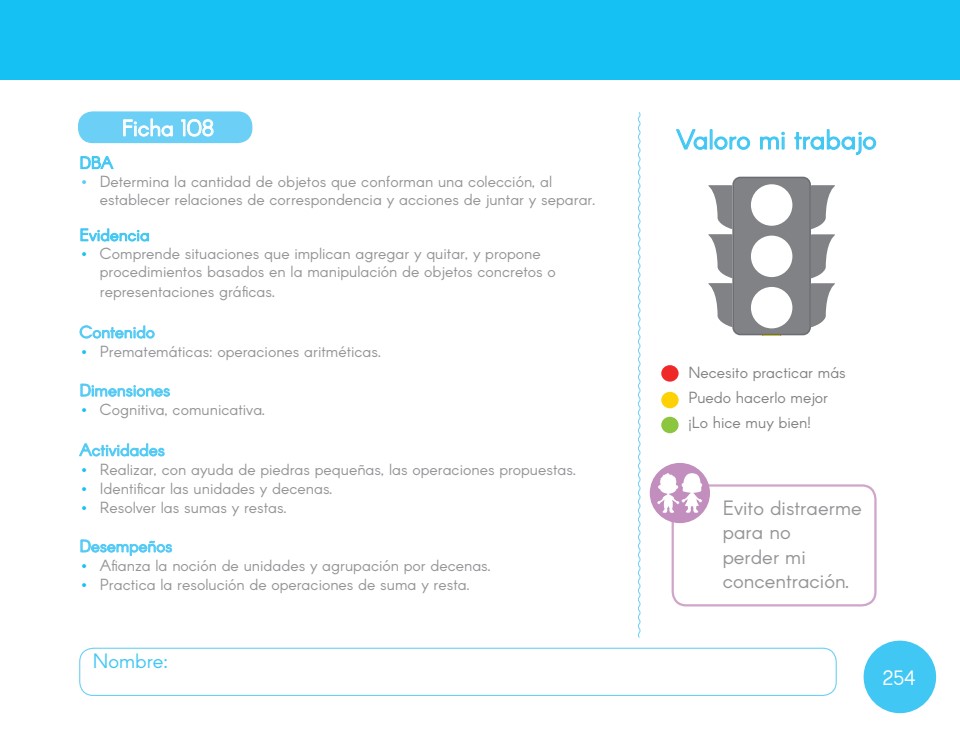 Ficha 108
DBA
• Determina la cantidad de objetos que conforman una colección, al
establecer relaciones de correspondencia y acciones de juntar y separar.
Evidencia
• Comprende situaciones que implican agregar y quitar, y propone
procedimientos basados en la manipulación de objetos concretos o
representaciones gráficas.
Contenido
• Prematemáticas: operaciones aritméticas.
Dimensiones
• Cognitiva, comunicativa.
Actividades
• Realizar, con ayuda de piedras pequeñas, las operaciones propuestas.
• Identificar las unidades y decenas.
• Resolver las sumas y restas.
Desempeños
• Afianza la noción de unidades y agrupación por decenas.
• Practica la resolución de operaciones de suma y resta.
Valoro mi trabajo
Necesito practicar más
Puedo hacerlo mejor
¡Lo hice muy bien!
Evito distraerme
para no
perder mi
concentración.
Nombre:
254